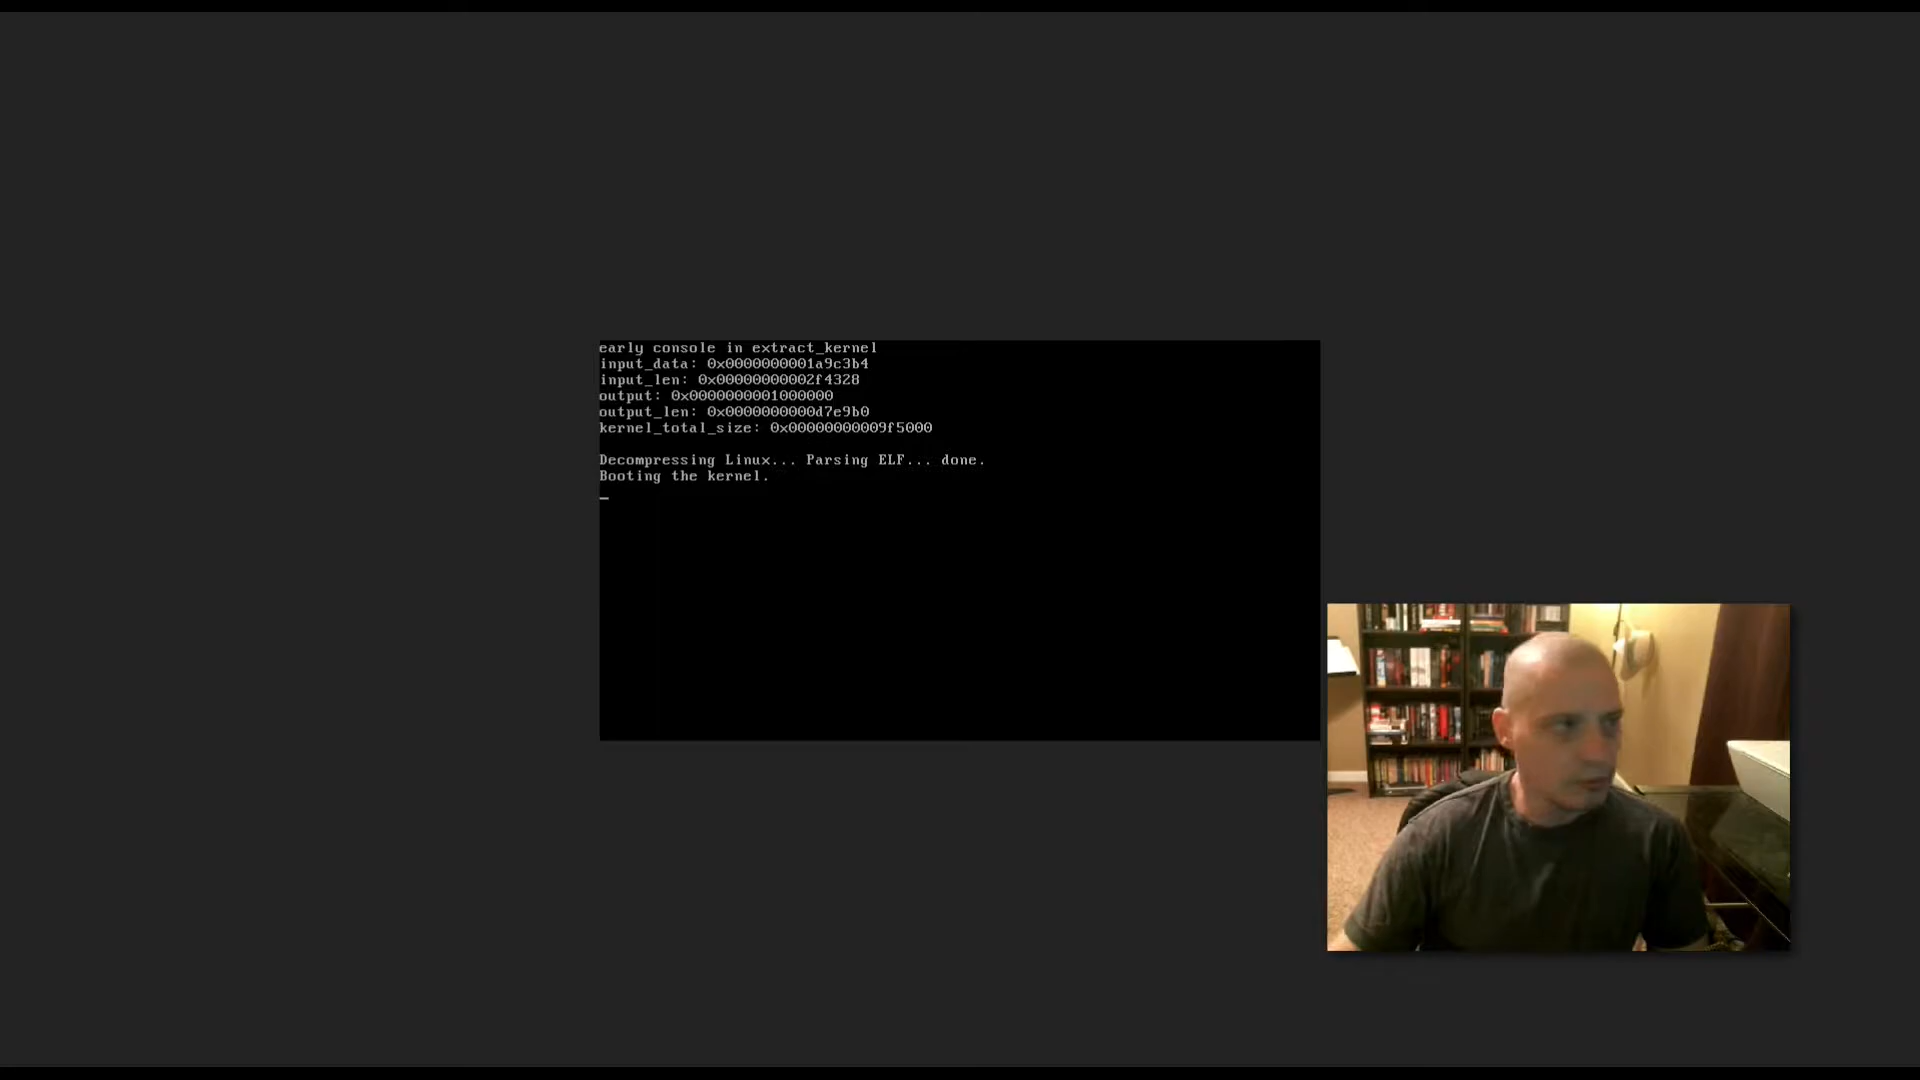 early console in extract_kernel
input_data: 0x0000000001a9c3b4
input_len: 0x00000000002f4328
output: 0x0000000001000000
output_len: 0x0000000000d7e9b0
kernel_total_size: 0x00000000009f5000
Decompressing Linux... Parsing ELF... done.
Booting the kernel.